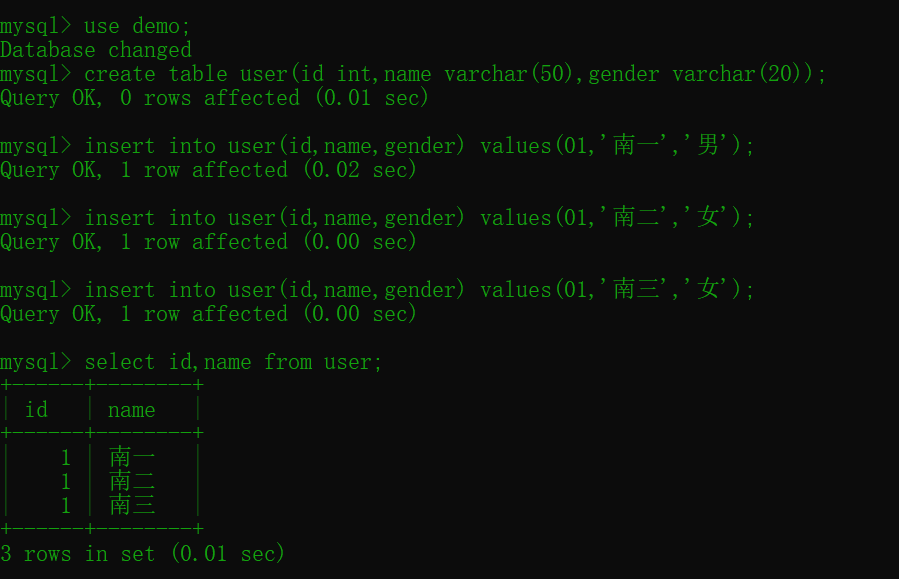 mysql> use demo;
Database changed
mysql> create table user(id int,name varchar(50),gender varchar(20));
Query OK, 0 rows affected (0.01 sec)
mysql> insert into user(id,name,gender) values(01,'南一','男');
Query OK, 1 row affected (0.02 sec)
mysql> insert into user(id,name,gender) values(01,'南二','女');
Query OK, 1 row affected (0.00 sec)
mysql> insert into user(id,name,gender) values(01,'南三','女');
Query OK, 1 row affected (0.00 sec)
mysql> select id,name from user;
+------+--------+
| id   | name   |
+------+--------+
|    1 | 南一   |
|    1 | 南二   |
|    1 | 南三   |
+------+--------+
3 rows in set (0.01 sec)